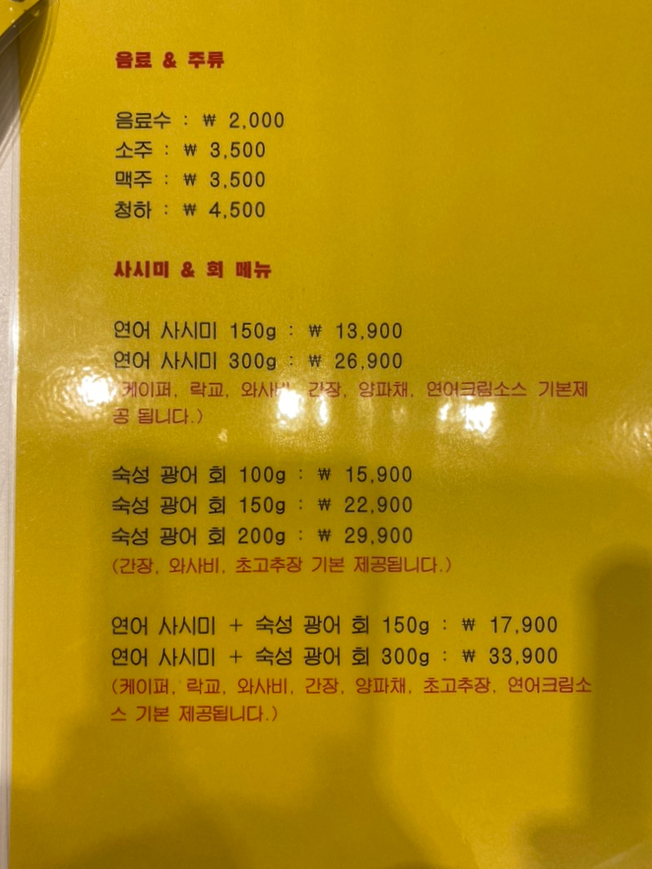 음료 & 주류
음료수 : ₩ 2,000
소주 : ₩ 3,500
맥주 : ₩ 3,500
청하 : ₩ 4,500
사시미 & 회 메뉴
연어 사시미 150g : ₩ 13,900
연어 사시미 300g : ₩ 26,900
케이퍼, 락교, 와사비, 간장, 양파채, 연어크림소스 기본제
공 됩니다.)
숙성 광어 회 100g : ₩ 15,900
숙성 광어 회 150g : ₩ 22,900
숙성 광어 회 200g : ₩ 29,900
(간장, 와사비, 초고추장 기본 제공됩니다.)
연어 사시미 + 숙성 광어 회 150g : ₩ 17,900
연어 사시미 + 숙성 광어 회 300g : ₩ 33,900
(케이퍼, 락교, 와사비, 간장, 양파채, 초고추장, 연어크림소
스 기본 제공됩니다.)